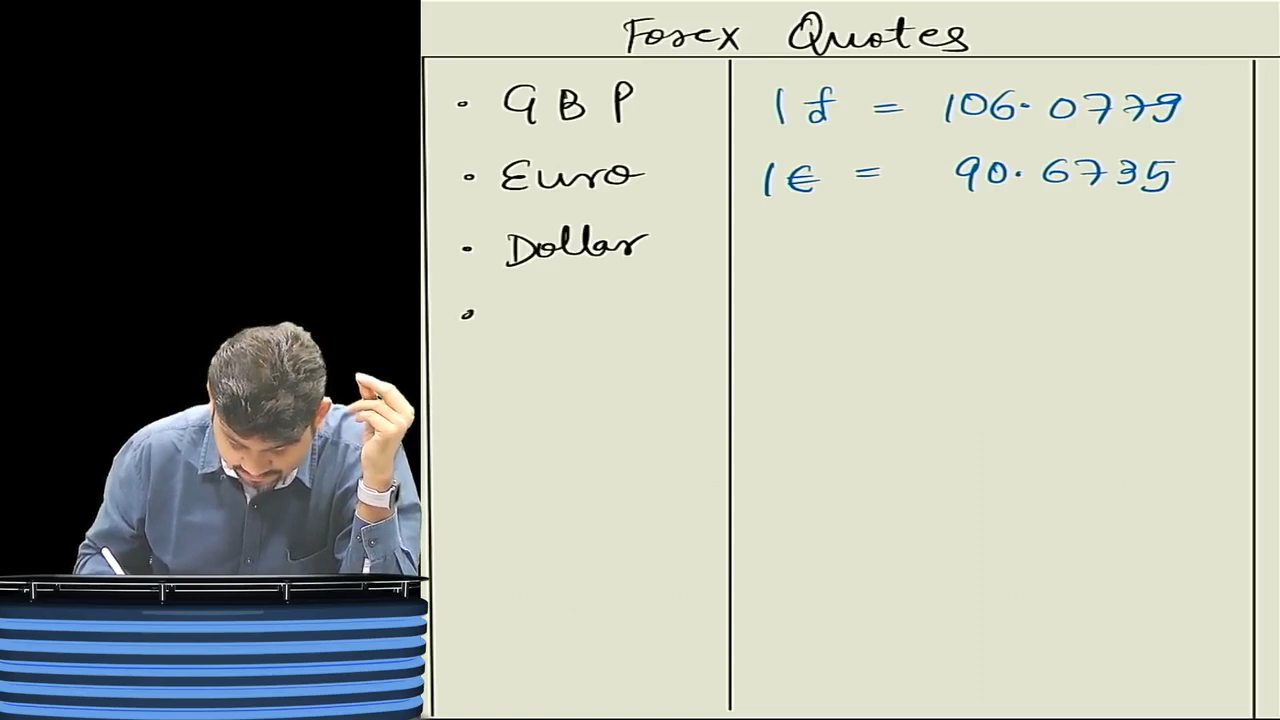 Forex Quotes
• GBP 1 £ = 106.0779
• Euro 1 € = 90.6735
• Dollar
•